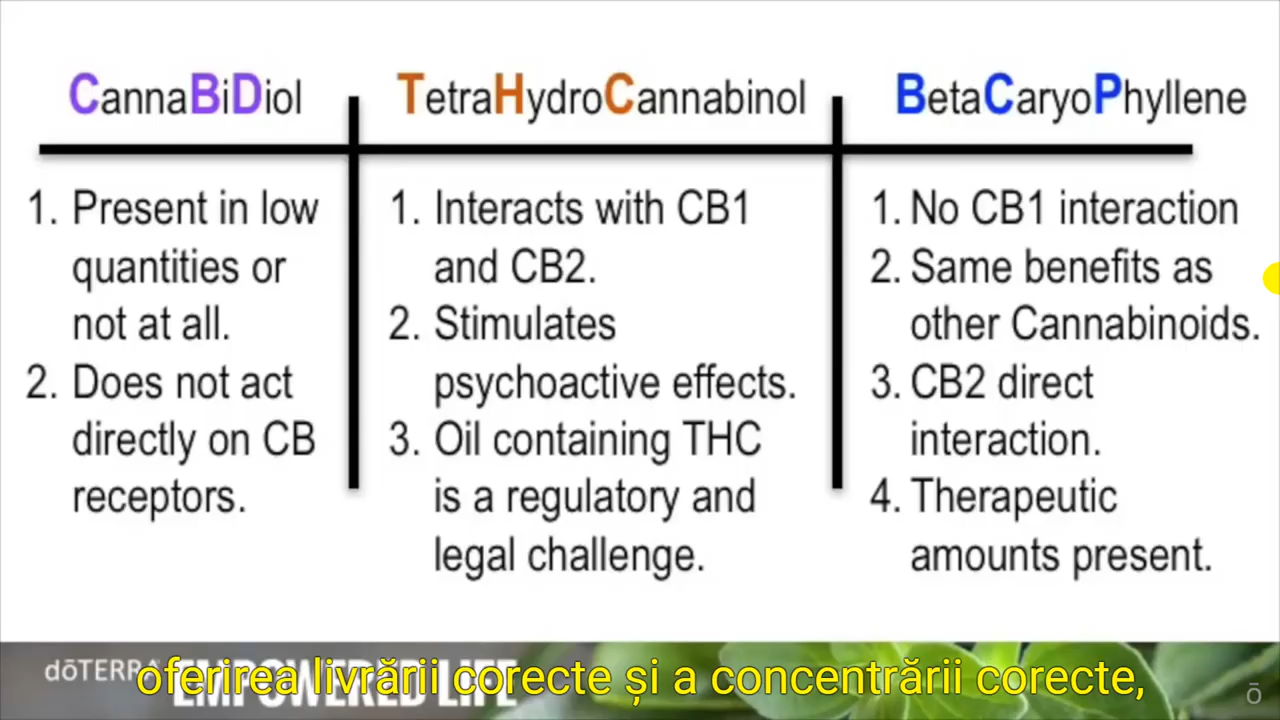 CannaBiDiol
1. Present in low
quantities or
not at all.
2. Does not act
directly on CB
receptors.
TetraHydroCannabinol
1. Interacts with CB1
and CB2.
2. Stimulates
psychoactive effects.
3. Oil containing THC
is a regulatory and
legal challenge.
BetaCaryoPhyllene
1. No CB1 interaction
2. Same benefits as
other Cannabinoids.
3. CB2 direct
interaction.
4. Therapeutic
amounts present.
dōTERRA EMPOWERED LIFE
oferirea livrării corecte și a concentrării corecte,
ō